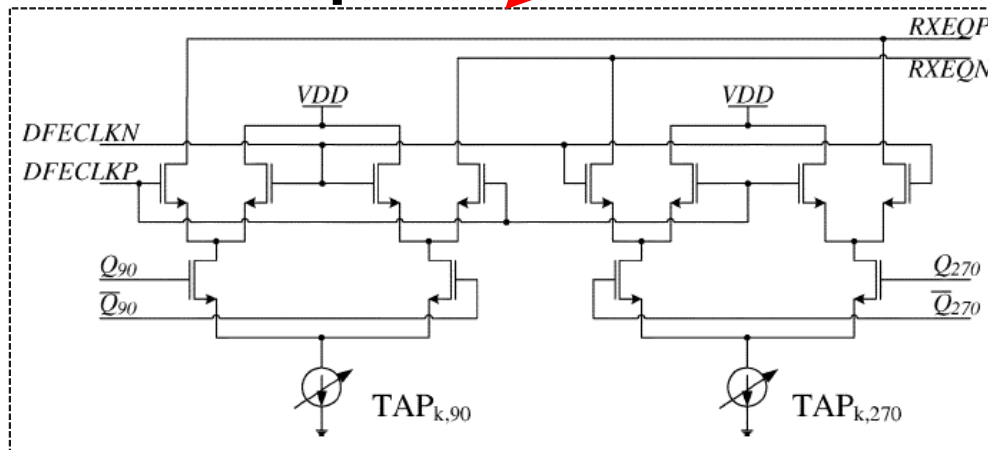 RXEQP
RXEQN
VDD VDD
DFECLKN
DFECLKP
Q90 Q270
Q̅90 Q̅270
TAPk,90 TAPk,270